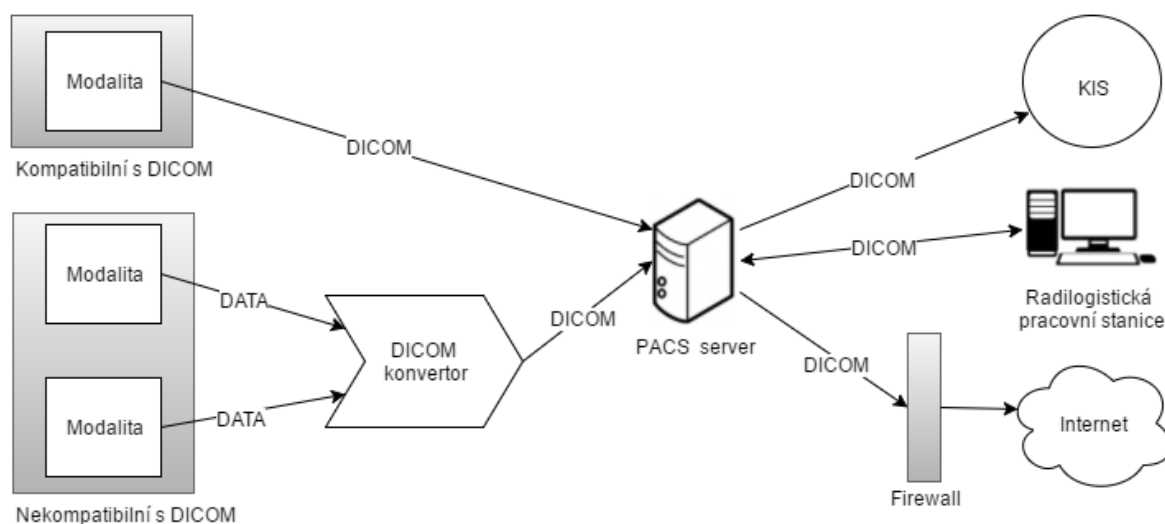 Modalita
Kompatibilní s DICOM
DICOM
Modalita
DATA
Modalita
DATA
Nekompatibilní s DICOM
DICOM
konvertor
DICOM
PACS server
DICOM
KIS
DICOM
Radilogistická
pracovní stanice
DICOM
Firewall
Internet